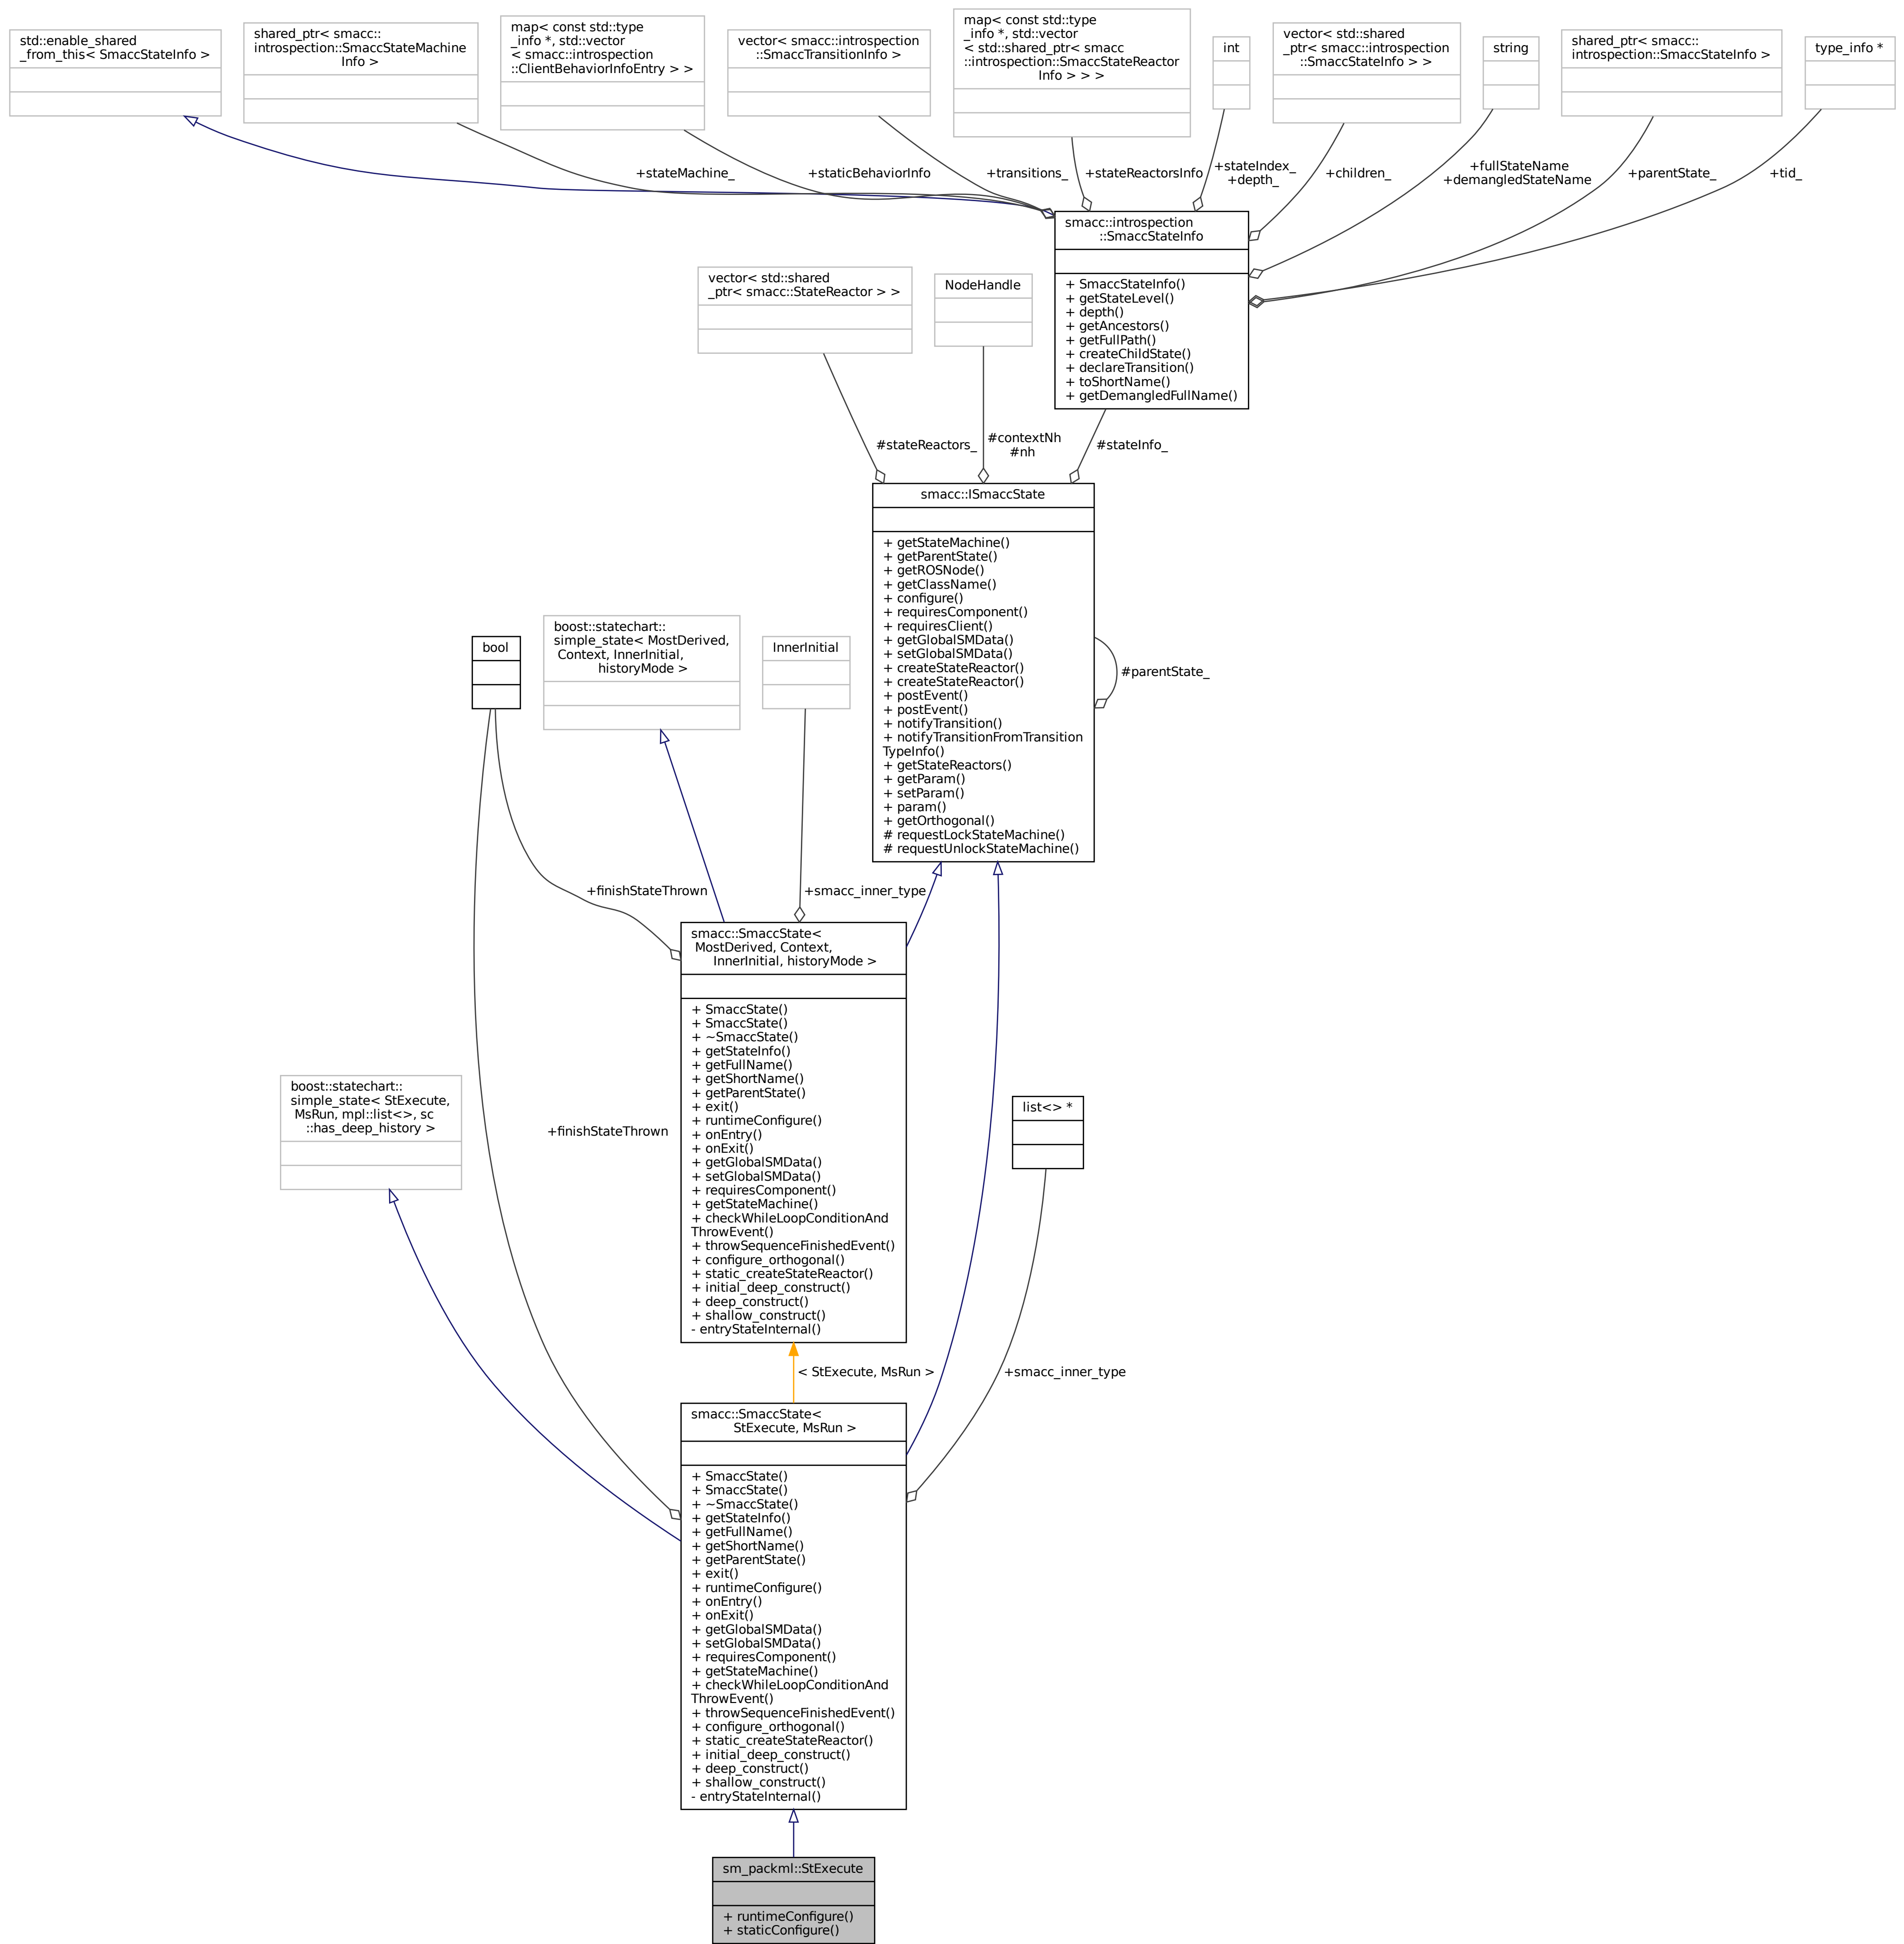 std::enable_shared
_from_this< SmaccStateInfo >
shared_ptr< smacc::
introspection::SmaccStateMachine
Info >
map< const std::type
_info *, std::vector
< smacc::introspection
::ClientBehaviorInfoEntry > >
vector< smacc::introspection
::SmaccTransitionInfo >
map< const std::type
_info *, std::vector
< std::shared_ptr< smacc
::introspection::SmaccStateReactor
Info > > >
int
vector< std::shared
_ptr< smacc::introspection
::SmaccStateInfo > >
string
shared_ptr< smacc::
introspection::SmaccStateInfo >
type_info *
+stateMachine_
+staticBehaviorInfo
+transitions_
+stateReactorsInfo
+stateIndex_
+depth_
+children_
+fullStateName
+demangledStateName
+parentState_
+tid_
smacc::introspection
::SmaccStateInfo
+ SmaccStateInfo()
+ getStateLevel()
+ depth()
+ getAncestors()
+ getFullPath()
+ createChildState()
+ declareTransition()
+ toShortName()
+ getDemangledFullName()
vector< std::shared
_ptr< smacc::StateReactor > >
NodeHandle
#stateReactors_
#contextNh
#nh
#stateInfo_
smacc::ISmaccState
+ getStateMachine()
+ getParentState()
+ getROSNode()
+ getClassName()
+ configure()
+ requiresComponent()
+ requiresClient()
+ getGlobalSMData()
+ setGlobalSMData()
+ createStateReactor()
+ createStateReactor()
+ postEvent()
+ postEvent()
+ notifyTransition()
+ notifyTransitionFromTransition
TypeInfo()
+ getStateReactors()
+ getParam()
+ setParam()
+ param()
+ getOrthogonal()
# requestLockStateMachine()
# requestUnlockStateMachine()
#parentState_
bool
boost::statechart::
simple_state< MostDerived,
Context, InnerInitial,
historyMode >
InnerInitial
+finishStateThrown
+smacc_inner_type
smacc::SmaccState<
MostDerived, Context,
InnerInitial, historyMode >
+ SmaccState()
+ SmaccState()
+ ~SmaccState()
+ getStateInfo()
+ getFullName()
+ getShortName()
+ getParentState()
+ exit()
+ runtimeConfigure()
+ onEntry()
+ onExit()
+ getGlobalSMData()
+ setGlobalSMData()
+ requiresComponent()
+ getStateMachine()
+ checkWhileLoopConditionAnd
ThrowEvent()
+ throwSequenceFinishedEvent()
+ configure_orthogonal()
+ static_createStateReactor()
+ initial_deep_construct()
+ deep_construct()
+ shallow_construct()
- entryStateInternal()
boost::statechart::
simple_state< StExecute,
MsRun, mpl::list<>, sc
::has_deep_history >
+finishStateThrown
list<> *
< StExecute, MsRun >
+smacc_inner_type
smacc::SmaccState<
StExecute, MsRun >
+ SmaccState()
+ SmaccState()
+ ~SmaccState()
+ getStateInfo()
+ getFullName()
+ getShortName()
+ getParentState()
+ exit()
+ runtimeConfigure()
+ onEntry()
+ onExit()
+ getGlobalSMData()
+ setGlobalSMData()
+ requiresComponent()
+ getStateMachine()
+ checkWhileLoopConditionAnd
ThrowEvent()
+ throwSequenceFinishedEvent()
+ configure_orthogonal()
+ static_createStateReactor()
+ initial_deep_construct()
+ deep_construct()
+ shallow_construct()
- entryStateInternal()
sm_packml::StExecute
+ runtimeConfigure()
+ staticConfigure()